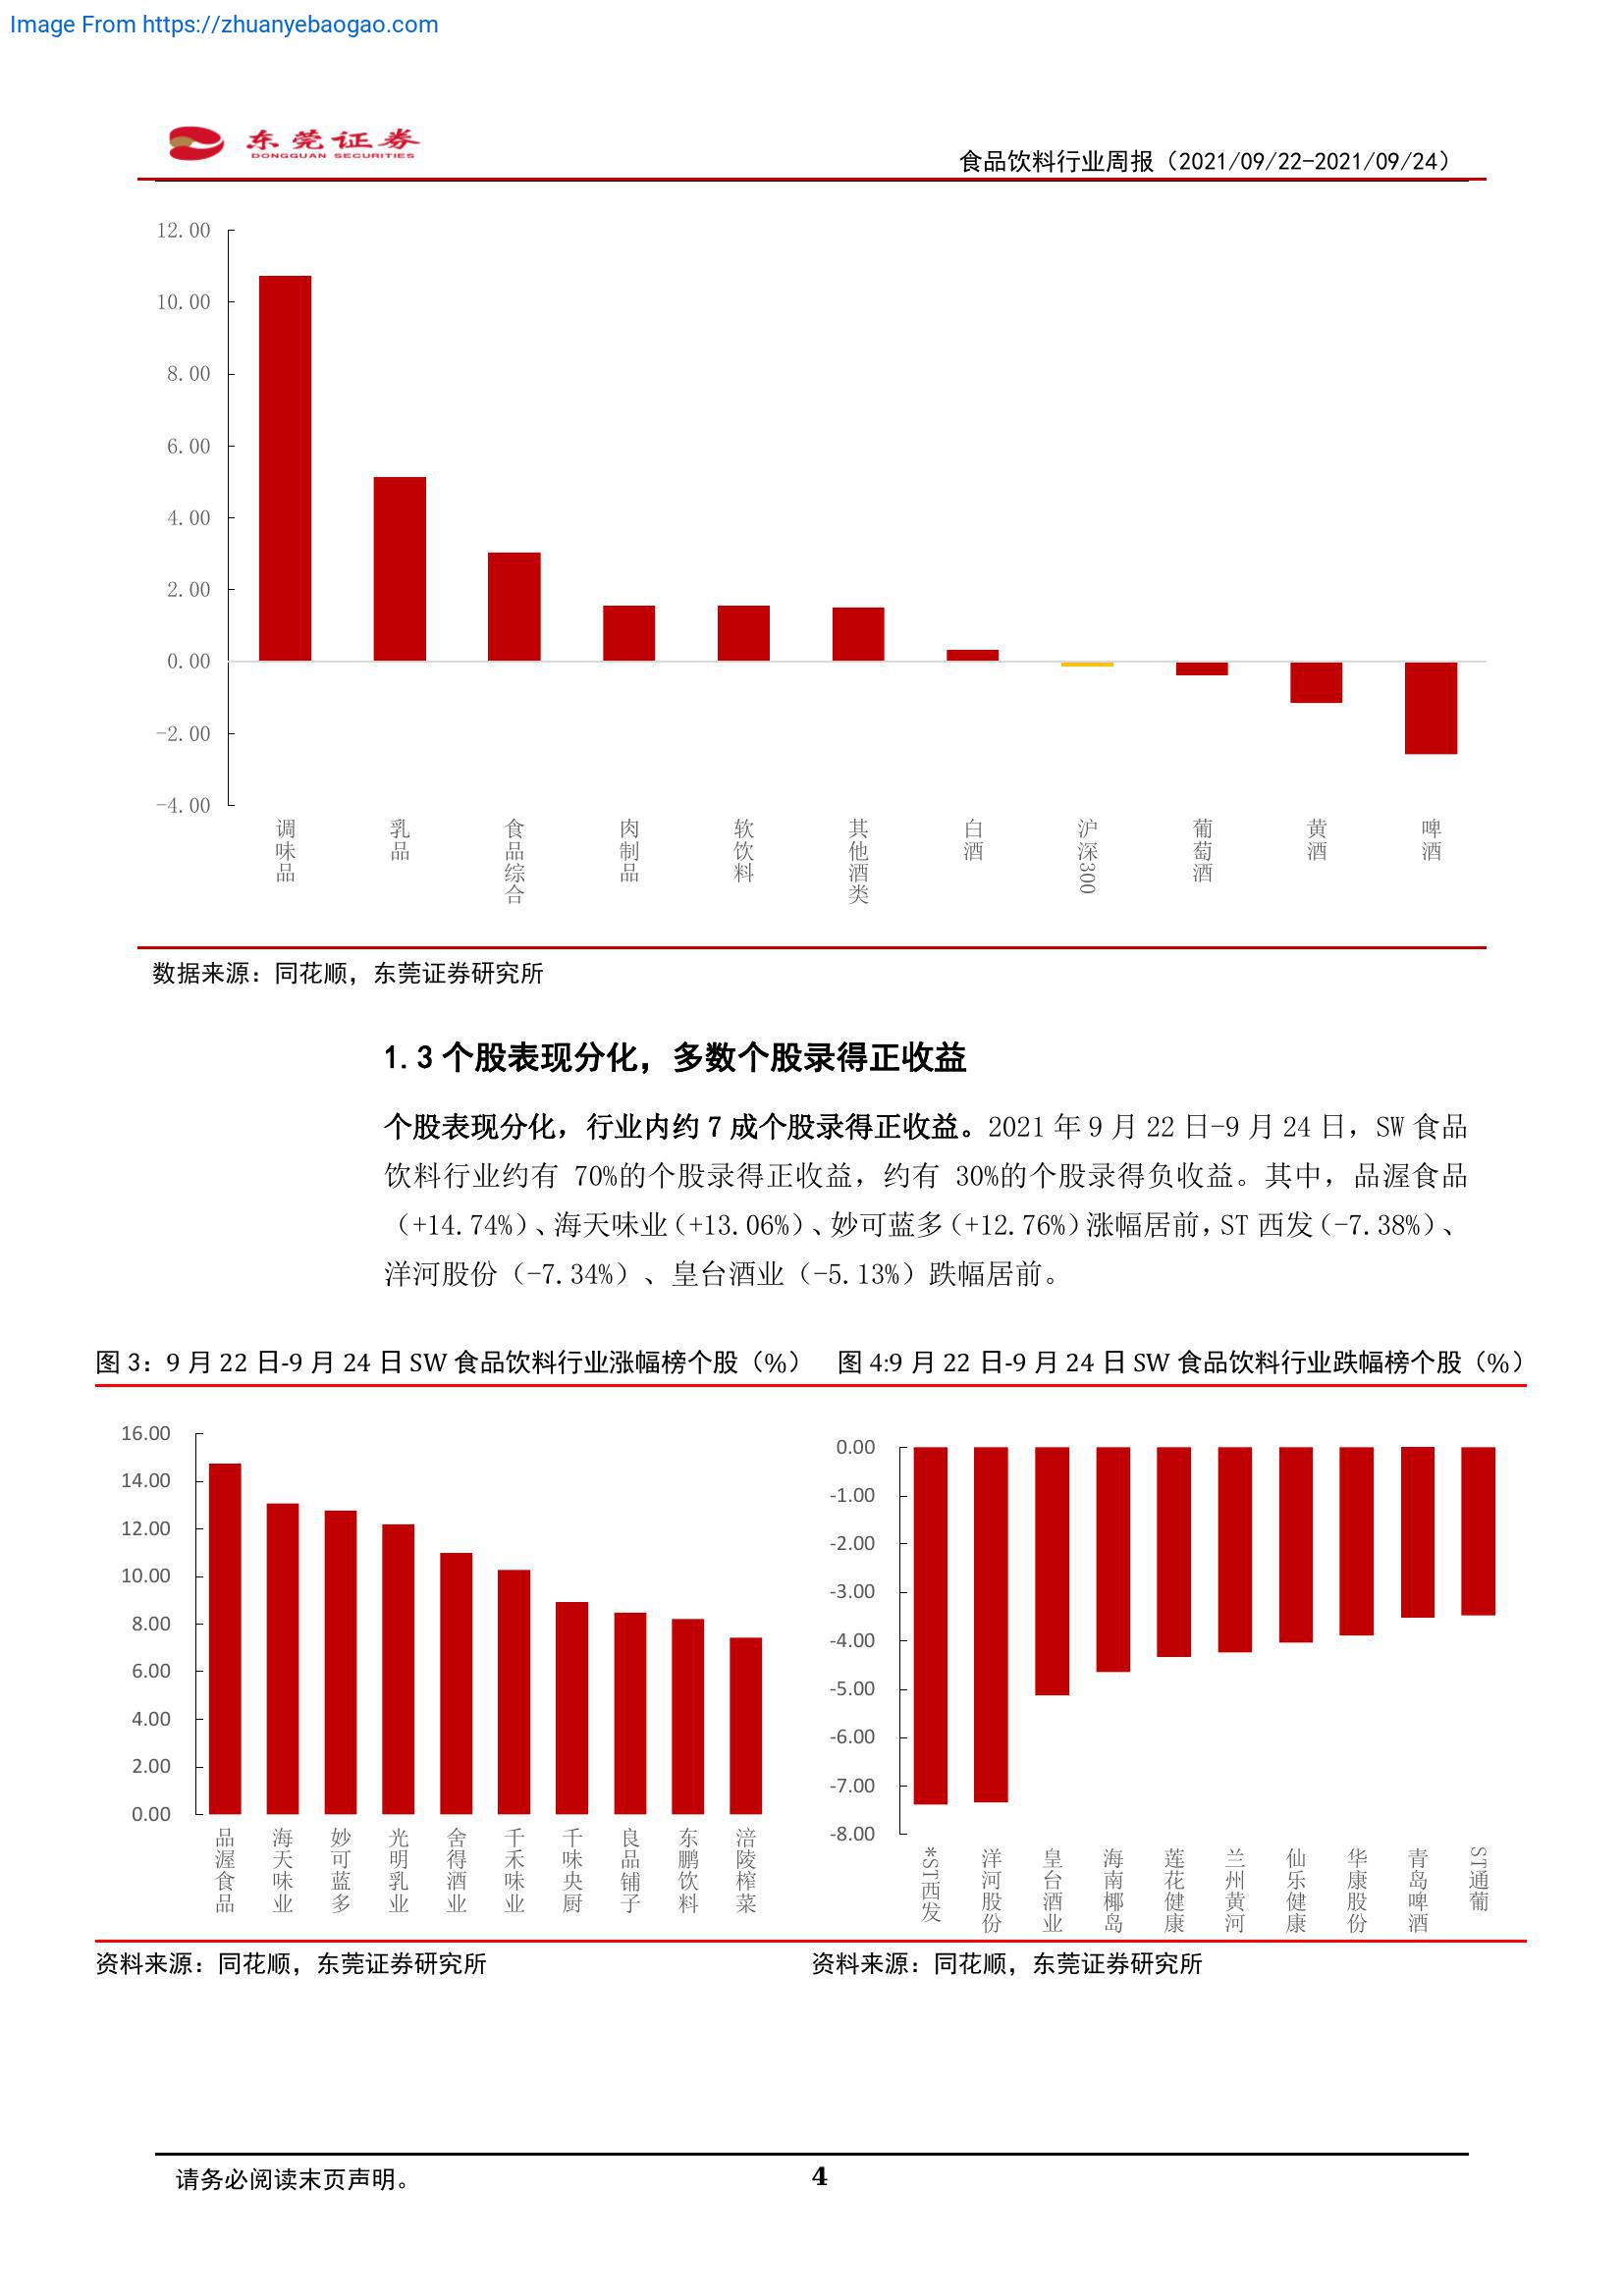 Image From https://zhuanyebaogao.com
东莞证券
DONGGUAN SECURITIES
食品饮料行业周报（2021/09/22-2021/09/24）
12.00
10.00
8.00
6.00
4.00
2.00
0.00
-2.00
-4.00
调味品
乳品
食品综合
肉制品
软饮料
其他酒类
白酒
沪深300
葡萄酒
黄酒
啤酒
数据来源：同花顺，东莞证券研究所
1.3 个股表现分化，多数个股录得正收益
个股表现分化，行业内约 7 成个股录得正收益。2021 年 9 月 22 日-9 月 24 日，SW 食品
饮料行业约有 70%的个股录得正收益，约有 30%的个股录得负收益。其中，品渥食品
（+14.74%）、海天味业（+13.06%）、妙可蓝多（+12.76%）涨幅居前，ST 西发（-7.38%）、
洋河股份（-7.34%）、皇台酒业（-5.13%）跌幅居前。
图 3：9 月 22 日-9 月 24 日 SW 食品饮料行业涨幅榜个股（%）
16.00
14.00
12.00
10.00
8.00
6.00
4.00
2.00
0.00
品渥食品
海天味业
妙可蓝多
光明乳业
舍得酒业
千禾味业
千味央厨
良品铺子
东鹏饮料
涪陵榨菜
资料来源：同花顺，东莞证券研究所
图 4:9 月 22 日-9 月 24 日 SW 食品饮料行业跌幅榜个股（%）
0.00
-1.00
-2.00
-3.00
-4.00
-5.00
-6.00
-7.00
-8.00
*ST西发
洋河股份
皇台酒业
海南椰岛
莲花健康
兰州黄河
仙乐健康
华康股份
青岛啤酒
ST通葡
资料来源：同花顺，东莞证券研究所
请务必阅读末页声明。
4